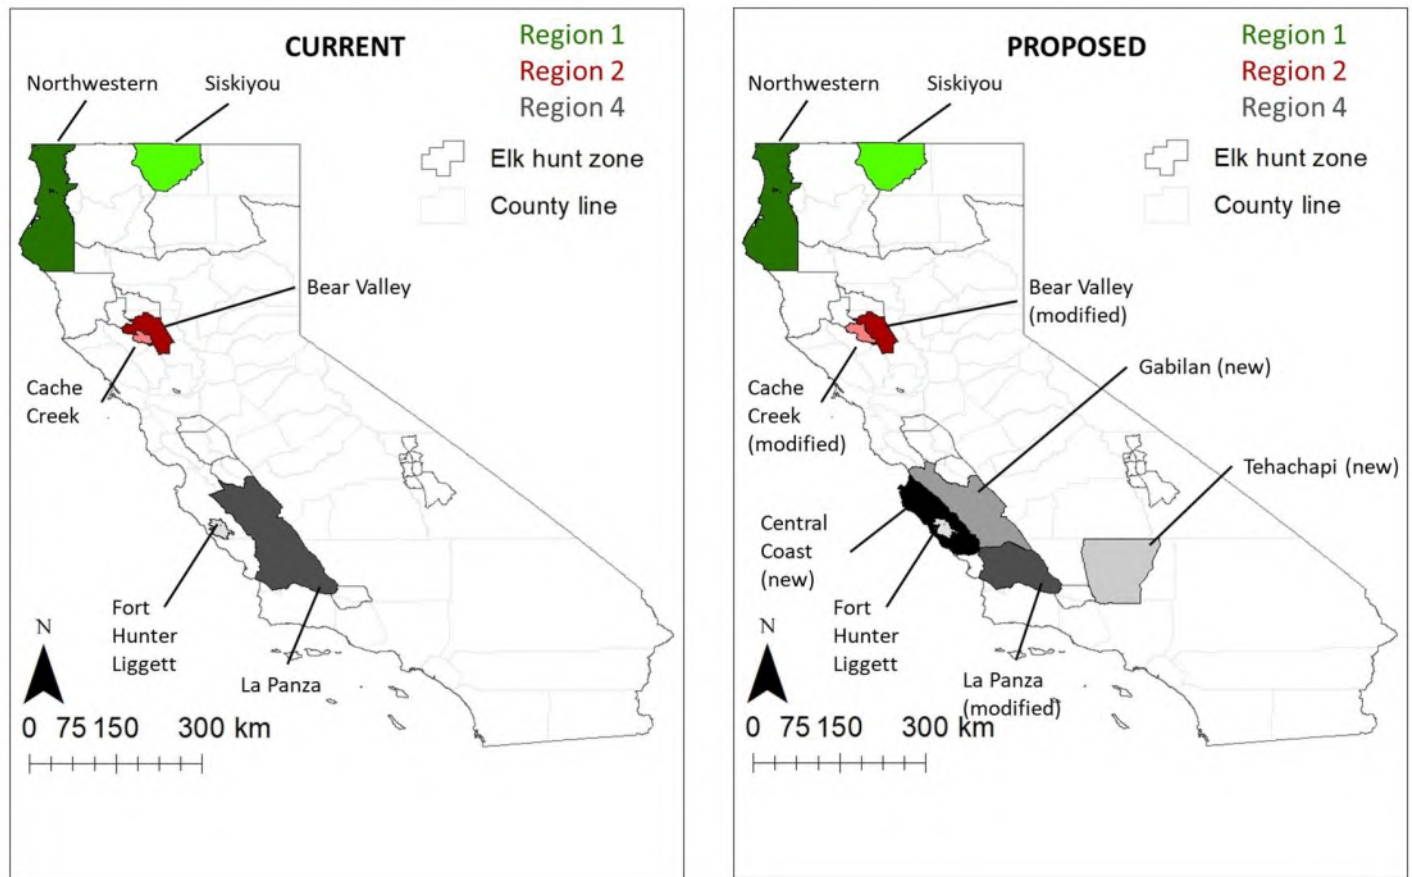 CURRENT
Region 1
Region 2
Region 4
Northwestern
Siskiyou
Elk hunt zone
County line
Bear Valley
Cache
Creek
Fort
Hunter
Liggett
La Panza
N
0 75 150 300 km
PROPOSED
Region 1
Region 2
Region 4
Northwestern
Siskiyou
Elk hunt zone
County line
Bear Valley
(modified)
Gabilan (new)
Cache
Creek
(modified)
Tehachapi (new)
Central
Coast
(new)
Fort
Hunter
Liggett
La Panza
(modified)
N
0 75 150 300 km